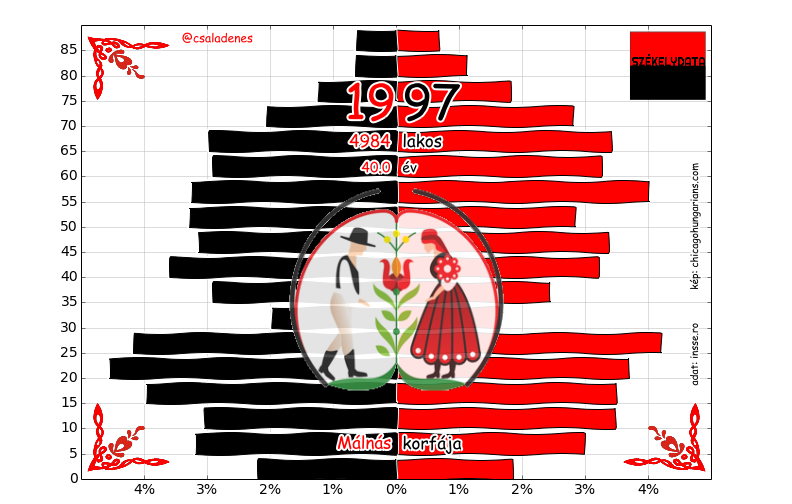 @csaladenes
SZÉKELYDATA
1997
4984 lakos
40.0 év
kép: chicagohungarians.com
adat: insse.ro
Málnás korfája
85
80
75
70
65
60
55
50
45
40
35
30
25
20
15
10
5
0
4% 3% 2% 1% 0% 1% 2% 3% 4%